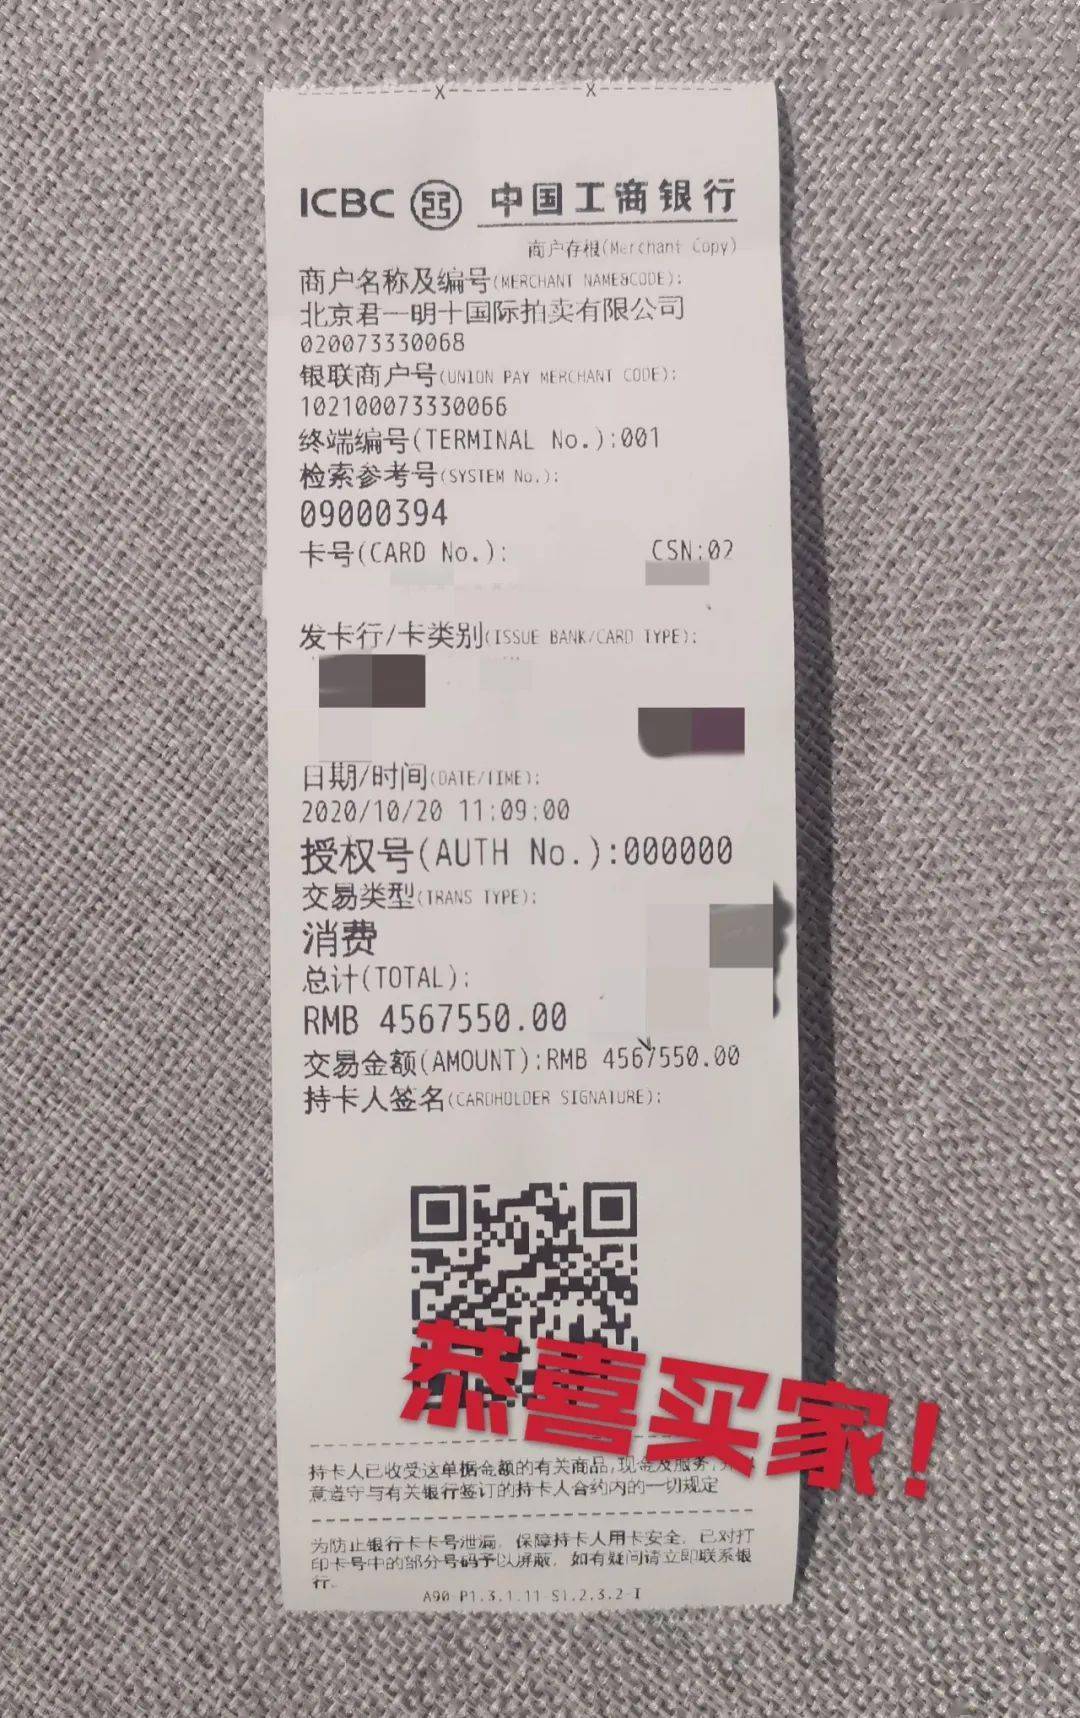 ICBC 中国工商银行
商户存根(Merchant Copy)
商户名称及编号(MERCHANT NAME&CODE):
北京君一明十国际拍卖有限公司
020073330068
银联商户号(UNION PAY MERCHANT CODE):
102100073330066
终端编号(TERMINAL No.):001
检索参考号(SYSTEM No.):
09000394
卡号(CARD No.): CSN:02
发卡行/卡类别(ISSUE BANK/CARD TYPE):
日期/时间(DATE/TIME):
2020/10/20 11:09:00
授权号(AUTH No.):000000
交易类型(TRANS TYPE):
消费
总计(TOTAL):
RMB 4567550.00
交易金额(AMOUNT):RMB 4567550.00
持卡人签名(CARDHOLDER SIGNATURE):
恭喜买家!
持卡人已收受这单据金额的有关商品,现金及服务,
意遵守与有关银行签订的持卡人合约内的一切规定
为防止银行卡卡号泄漏, 保障持卡人用卡安全, 已对打
印卡号中的部分号码予以屏蔽, 如有疑问请立即联系银
行.
A90-P1.3.1.11-S1.2.3.2-I